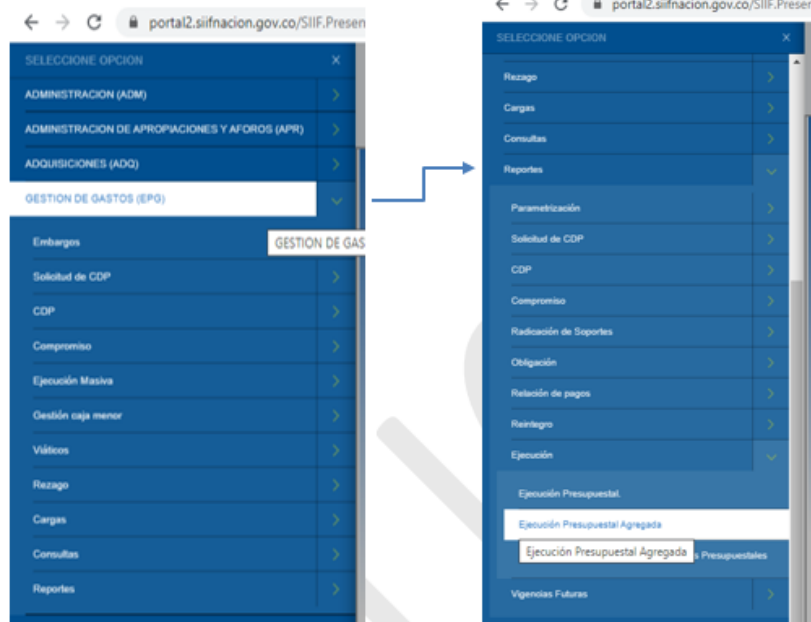 portal2.siifnacion.gov.co/SIIF.Presen
SELECCIONE OPCION
ADMINISTRACION (ADM)
ADMINISTRACION DE APROPIACIONES Y AFOROS (APR)
ADQUISICIONES (ADQ)
GESTION DE GASTOS (EPG)
Embargos
GESTION DE GAS
Solicitud de CDP
CDP
Compromiso
Ejecución Masiva
Gestión caja menor
Viáticos
Rezago
Cargas
Consultas
Reportes
portal2.siifnacion.gov.co/SIIF.Presen
SELECCIONE OPCION
Rezago
Cargas
Consultas
Reportes
Parametrización
Solicitud de CDP
CDP
Compromiso
Radicación de Soportes
Obligación
Relación de pagos
Reintegro
Ejecución
Ejecución Presupuestal.
Ejecución Presupuestal Agregada
Ejecución Presupuestal Agregada
s Presupuestales
Vigencias Futuras